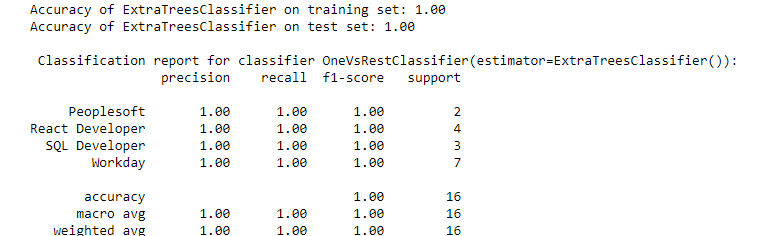 Accuracy of ExtraTreesClassifier on training set: 1.00
Accuracy of ExtraTreesClassifier on test set: 1.00
Classification report for classifier OneVsRestClassifier(estimator=ExtraTreesClassifier()):
precision recall f1-score support
Peoplesoft 1.00 1.00 1.00 2
React Developer 1.00 1.00 1.00 4
SQL Developer 1.00 1.00 1.00 3
Workday 1.00 1.00 1.00 7
accuracy 1.00 16
macro avg 1.00 1.00 1.00 16
weighted avg 1.00 1.00 1.00 16